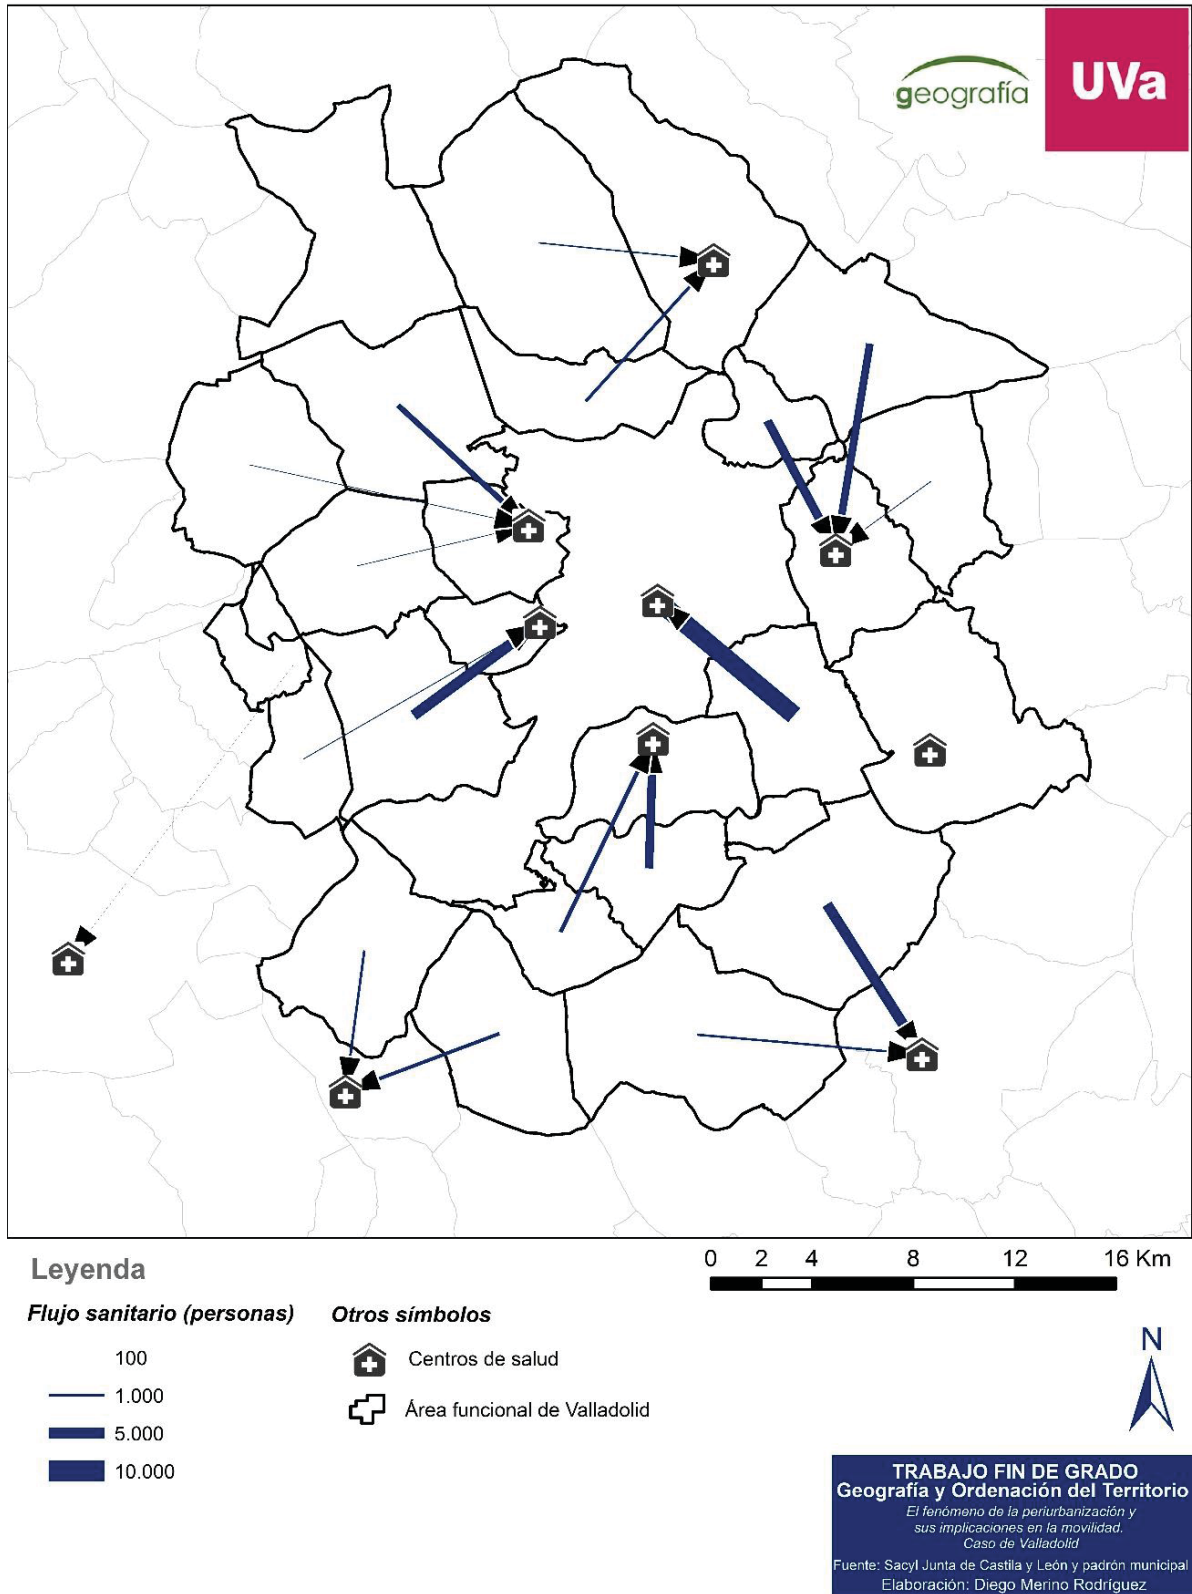 geografía
UVa
Leyenda
Flujo sanitario (personas)
100
1.000
5.000
10.000
Otros símbolos
Centros de salud
Área funcional de Valladolid
0 2 4 8 12 16 Km
N
TRABAJO FIN DE GRADO
Geografía y Ordenación del Territorio
El fenómeno de la periurbanización y
sus implicaciones en la movilidad.
Caso de Valladolid
Fuente: Sacyl Junta de Castila y León y padrón municipal
Elaboración: Diego Merino Rodríguez